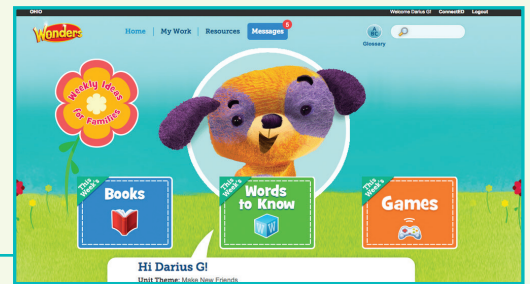 OHIO
Welcome Darius G! ConnectED Logout
Wonders
Home | My Work | Resources Messages 5
A B C
Glossary
Weekly Ideas for Families
This Week's
Books
This Week's
Words to Know
W W
This Week's
Games
Hi Darius G!
Unit Theme: Make New Friends